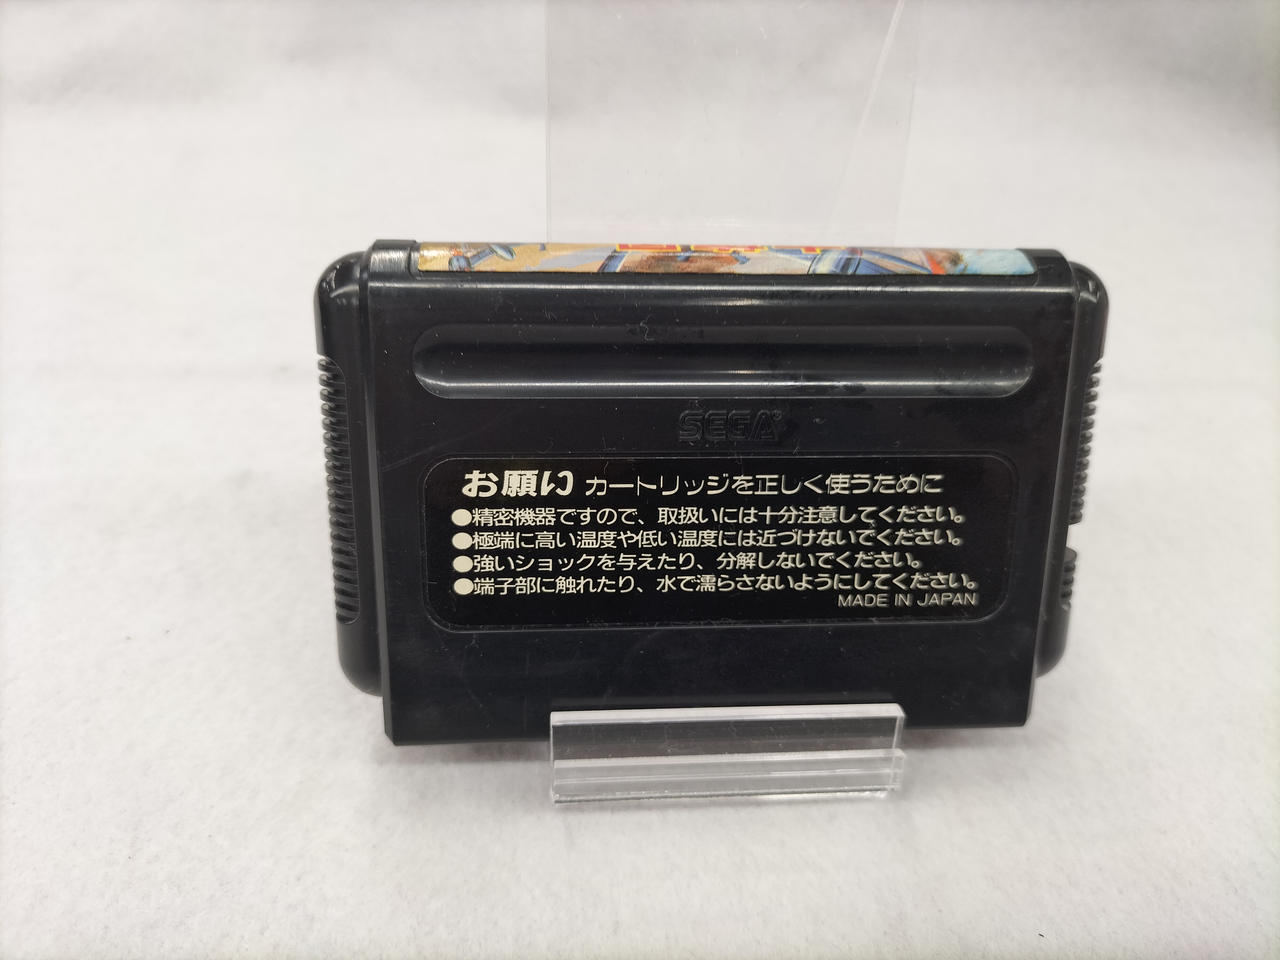 SEGA®
お願い カートリッジを正しく使うために
●精密機器ですので、取扱いには十分注意してください。
●極端に高い温度や低い温度には近づけないでください。
●強いショックを与えたり、分解しないでください。
●端子部に触れたり、水で濡らさないようにしてください。
MADE IN JAPAN